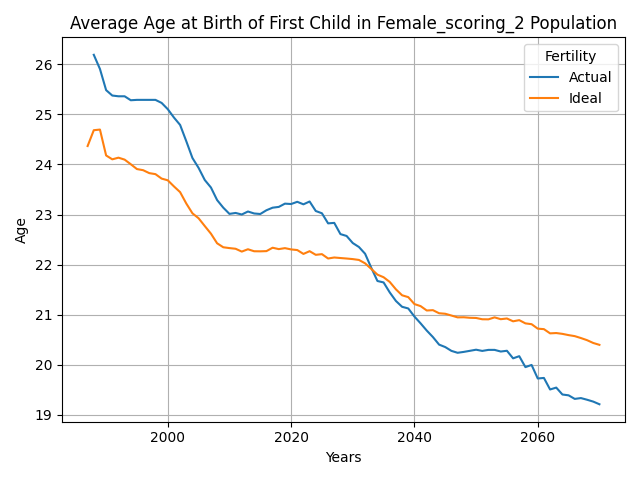 Average Age at Birth of First Child in Female_scoring_2 Population
Fertility
Actual
Ideal
26
25
24
23
22
21
20
19
Age
2000
2020
2040
2060
Years